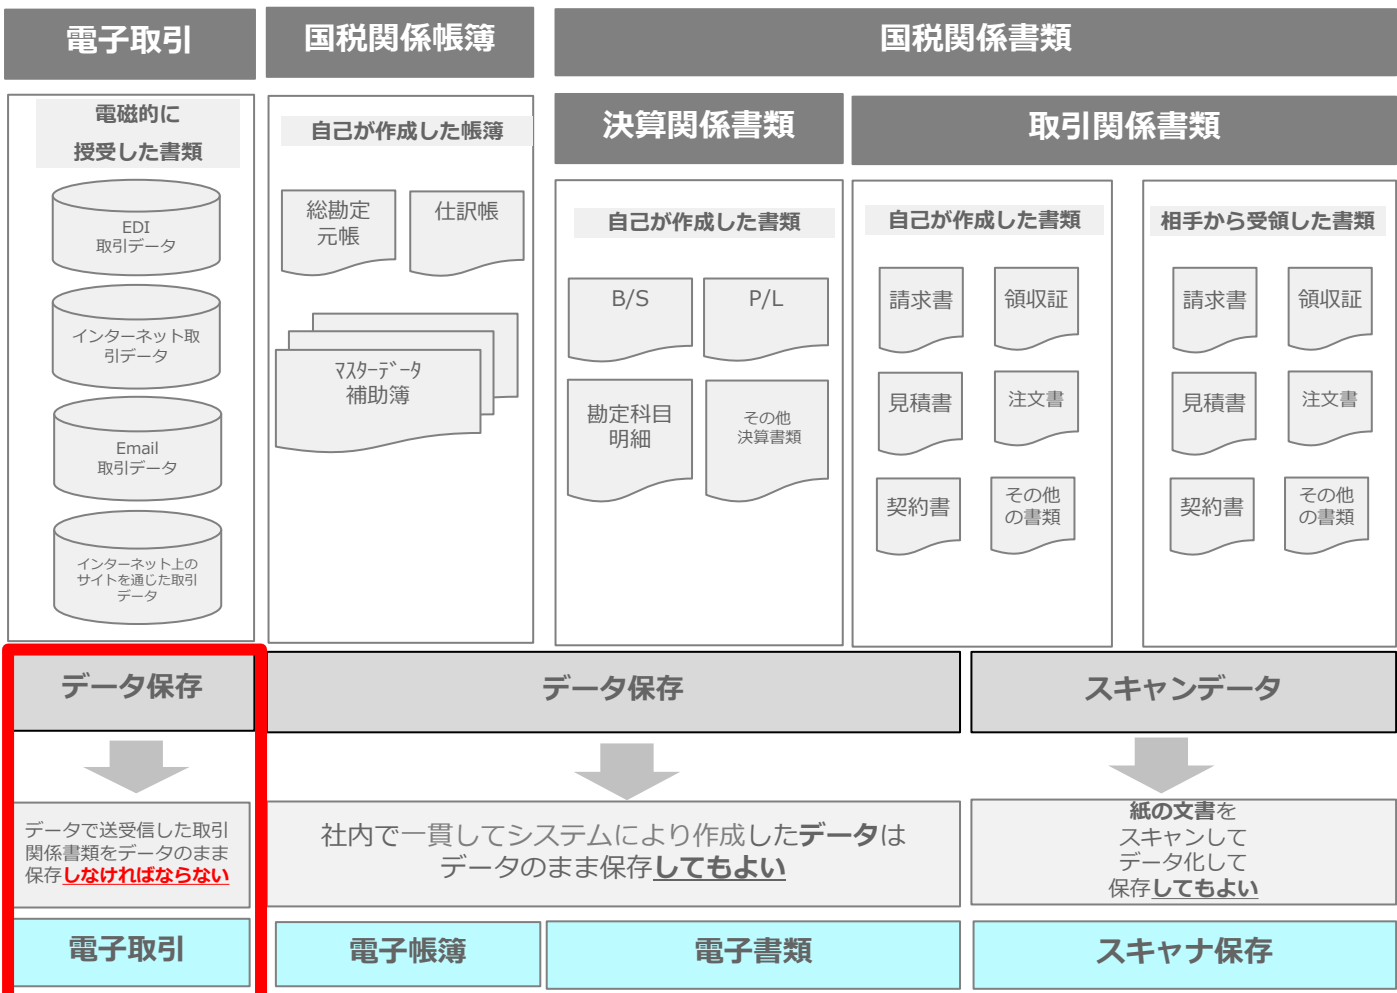 電子取引
国税関係帳簿
国税関係書類
電磁的に
授受した書類
EDI
取引データ
インターネット取
引データ
Email
取引データ
インターネット上の
サイトを通じた取引
データ
自己が作成した帳簿
総勘定
元帳
仕訳帳
ﾏｽﾀｰﾃﾞｰﾀ
補助簿
決算関係書類
取引関係書類
自己が作成した書類
B/S
P/L
勘定科目
明細
その他
決算書類
自己が作成した書類
請求書
領収証
見積書
注文書
契約書
その他
の書類
相手から受領した書類
請求書
領収証
見積書
注文書
契約書
その他
の書類
データ保存
データ保存
スキャンデータ
データで送受信した取引
関係書類をデータのまま
保存しなければならない
社内で一貫してシステムにより作成したデータは
データのまま保存してもよい
紙の文書を
スキャンして
データ化して
保存してもよい
電子取引
電子帳簿
電子書類
スキャナ保存